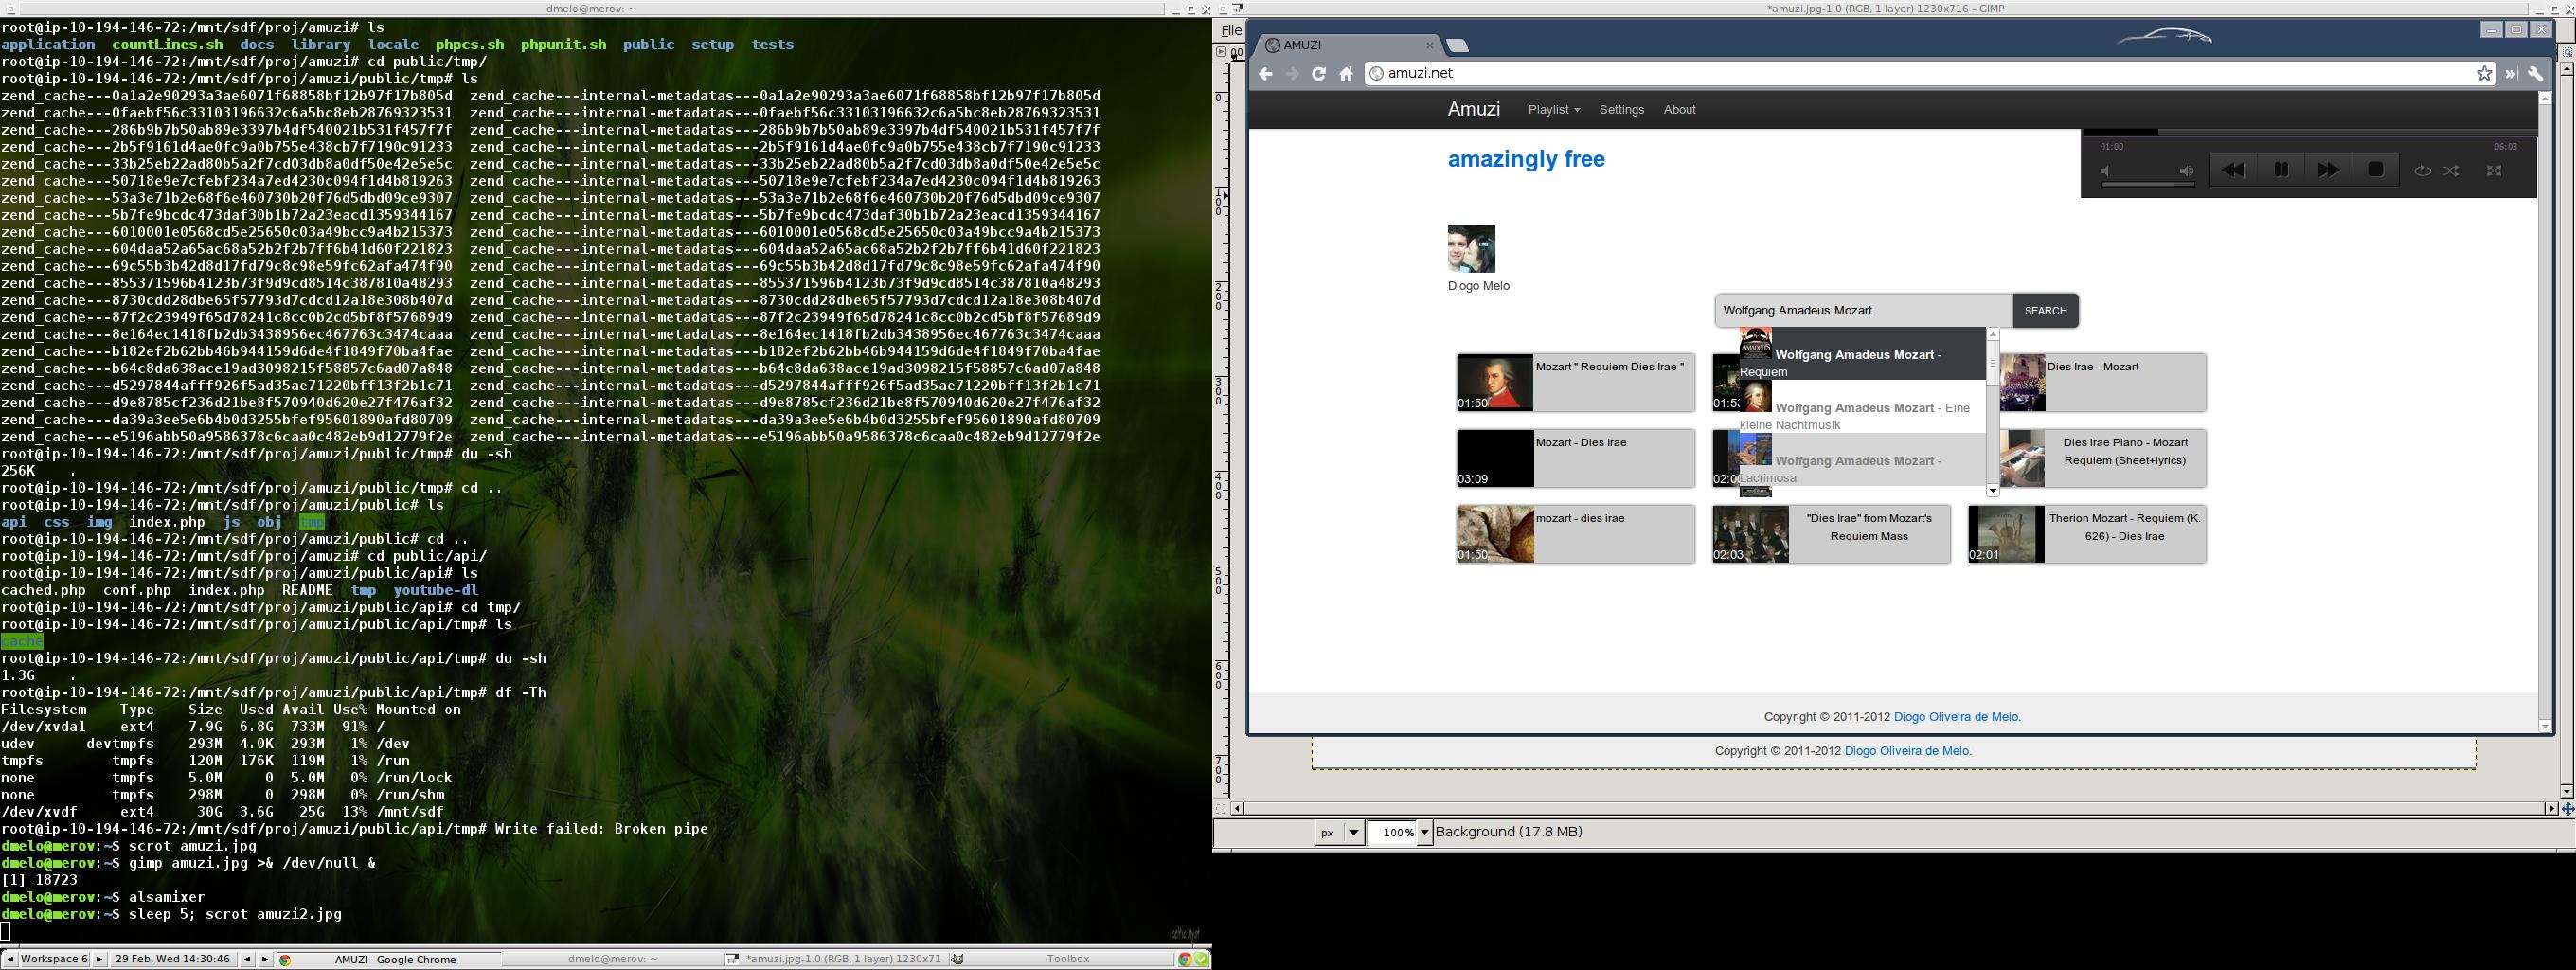 dmelo@merov: ~
root@ip-10-194-146-72:/mnt/sdf/proj/amuzi# ls
application  countLines.sh  docs  library  locale  phpcs.sh  phpunit.sh  public  setup  tests
root@ip-10-194-146-72:/mnt/sdf/proj/amuzi# cd public/tmp/
root@ip-10-194-146-72:/mnt/sdf/proj/amuzi/public/tmp# ls
zend_cache---0a1a2e90293a3ae6071f68858bf12b97f17b805d  zend_cache---internal-metadatas---0a1a2e90293a3ae6071f68858bf12b97f17b805d
zend_cache---0faebf56c33103196632c6a5bc8eb28769323531  zend_cache---internal-metadatas---0faebf56c33103196632c6a5bc8eb28769323531
zend_cache---286b9b7b50ab89e3397b4df540021b531f457f7f  zend_cache---internal-metadatas---286b9b7b50ab89e3397b4df540021b531f457f7f
zend_cache---2b5f9161d4ae0fc9a0b755e438cb7f7190c91233  zend_cache---internal-metadatas---2b5f9161d4ae0fc9a0b755e438cb7f7190c91233
zend_cache---33b25eb22ad80b5a2f7cd03db8a0df50e42e5e5c  zend_cache---internal-metadatas---33b25eb22ad80b5a2f7cd03db8a0df50e42e5e5c
zend_cache---50718e9e7cfebf234a7ed4230c094f1d4b819263  zend_cache---internal-metadatas---50718e9e7cfebf234a7ed4230c094f1d4b819263
zend_cache---53a3e71b2e68f6e460730b20f76d5dbd09ce9307  zend_cache---internal-metadatas---53a3e71b2e68f6e460730b20f76d5dbd09ce9307
zend_cache---5b7fe9bcdc473daf30b1b72a23eacd1359344167  zend_cache---internal-metadatas---5b7fe9bcdc473daf30b1b72a23eacd1359344167
zend_cache---6010001e0568cd5e25650c03a49bcc9a4b215373  zend_cache---internal-metadatas---6010001e0568cd5e25650c03a49bcc9a4b215373
zend_cache---604daa52a65ac68a52b2f2b7ff6b41d60f221823  zend_cache---internal-metadatas---604daa52a65ac68a52b2f2b7ff6b41d60f221823
zend_cache---69c55b3b42d8d17fd79c8c98e59fc62afa474f90  zend_cache---internal-metadatas---69c55b3b42d8d17fd79c8c98e59fc62afa474f90
zend_cache---855371596b4123b73f9d9cd8514c387810a48293  zend_cache---internal-metadatas---855371596b4123b73f9d9cd8514c387810a48293
zend_cache---8730cdd28dbe65f57793d7cdcd12a18e308b407d  zend_cache---internal-metadatas---8730cdd28dbe65f57793d7cdcd12a18e308b407d
zend_cache---87f2c23949f65d78241c8cc0b2cd5bf8f57689d9  zend_cache---internal-metadatas---87f2c23949f65d78241c8cc0b2cd5bf8f57689d9
zend_cache---8e164ec1418fb2db3438956ec467763c3474caaa  zend_cache---internal-metadatas---8e164ec1418fb2db3438956ec467763c3474caaa
zend_cache---b182ef2b62bb46b944159d6de4f1849f70ba4fae  zend_cache---internal-metadatas---b182ef2b62bb46b944159d6de4f1849f70ba4fae
zend_cache---b64c8da638ace19ad3098215f58857c6ad07a848  zend_cache---internal-metadatas---b64c8da638ace19ad3098215f58857c6ad07a848
zend_cache---d5297844afff926f5ad35ae71220bff13f2b1c71  zend_cache---internal-metadatas---d5297844afff926f5ad35ae71220bff13f2b1c71
zend_cache---d9e8785cf236d21be8f570940d620e27f476af32  zend_cache---internal-metadatas---d9e8785cf236d21be8f570940d620e27f476af32
zend_cache---da39a3ee5e6b4b0d3255bfef95601890afd80709  zend_cache---internal-metadatas---da39a3ee5e6b4b0d3255bfef95601890afd80709
zend_cache---e5196abb50a9586378c6caa0c482eb9d12779f2e  zend_cache---internal-metadatas---e5196abb50a9586378c6caa0c482eb9d12779f2e
root@ip-10-194-146-72:/mnt/sdf/proj/amuzi/public/tmp# du -sh
256K    .
root@ip-10-194-146-72:/mnt/sdf/proj/amuzi/public/tmp# cd ..
root@ip-10-194-146-72:/mnt/sdf/proj/amuzi/public# ls
api  css  img  index.php  js  obj  tmp
root@ip-10-194-146-72:/mnt/sdf/proj/amuzi/public# cd ..
root@ip-10-194-146-72:/mnt/sdf/proj/amuzi# cd public/api/
root@ip-10-194-146-72:/mnt/sdf/proj/amuzi/public/api# ls
cached.php  conf.php  index.php  README  tmp  youtube-dl
root@ip-10-194-146-72:/mnt/sdf/proj/amuzi/public/api# cd tmp/
root@ip-10-194-146-72:/mnt/sdf/proj/amuzi/public/api/tmp# ls
cache
root@ip-10-194-146-72:/mnt/sdf/proj/amuzi/public/api/tmp# du -sh
1.3G    .
root@ip-10-194-146-72:/mnt/sdf/proj/amuzi/public/api/tmp# df -Th
Filesystem    Type    Size  Used Avail Use% Mounted on
/dev/xvda1    ext4    7.9G  6.8G  733M  91% /
udev      devtmpfs    293M  4.0K  293M   1% /dev
tmpfs        tmpfs    120M  176K  119M   1% /run
none         tmpfs    5.0M     0  5.0M   0% /run/lock
none         tmpfs    298M     0  298M   0% /run/shm
/dev/xvdf     ext4     30G  3.6G   25G  13% /mnt/sdf
root@ip-10-194-146-72:/mnt/sdf/proj/amuzi/public/api/tmp# Write failed: Broken pipe
dmelo@merov:~$ scrot amuzi.jpg
dmelo@merov:~$ gimp amuzi.jpg >& /dev/null &
[1] 18723
dmelo@merov:~$ alsamixer
dmelo@merov:~$ sleep 5; scrot amuzi2.jpg
Workspace 6
29 Feb, Wed 14:30:46
AMUZI - Google Chrome
dmelo@merov: ~
*amuzi.jpg-1.0 (RGB, 1 layer) 1230x71
Toolbox
*amuzi.jpg-1.0 (RGB, 1 layer) 1230x716 - GIMP
File
AMUZI
amuzi.net
Amuzi  Playlist  Settings  About
amazingly free
01:00
06:03
Diogo Melo
Wolfgang Amadeus Mozart
SEARCH
Wolfgang Amadeus Mozart -
Requiem
Wolfgang Amadeus Mozart - Eine
kleine Nachtmusik
Wolfgang Amadeus Mozart -
Lacrimosa
Mozart " Requiem Dies Irae "
01:50
01:53
Dies Irae - Mozart
Mozart - Dies Irae
03:09
Dies irae Piano - Mozart
Requiem (Sheet+lyrics)
mozart - dies irae
01:50
"Dies Irae" from Mozart's
Requiem Mass
02:03
Therion Mozart - Requiem (K.
626) - Dies Irae
02:01
Copyright © 2011-2012 Diogo Oliveira de Melo.
Copyright © 2011-2012 Diogo Oliveira de Melo.
px
100%
Background (17.8 MB)